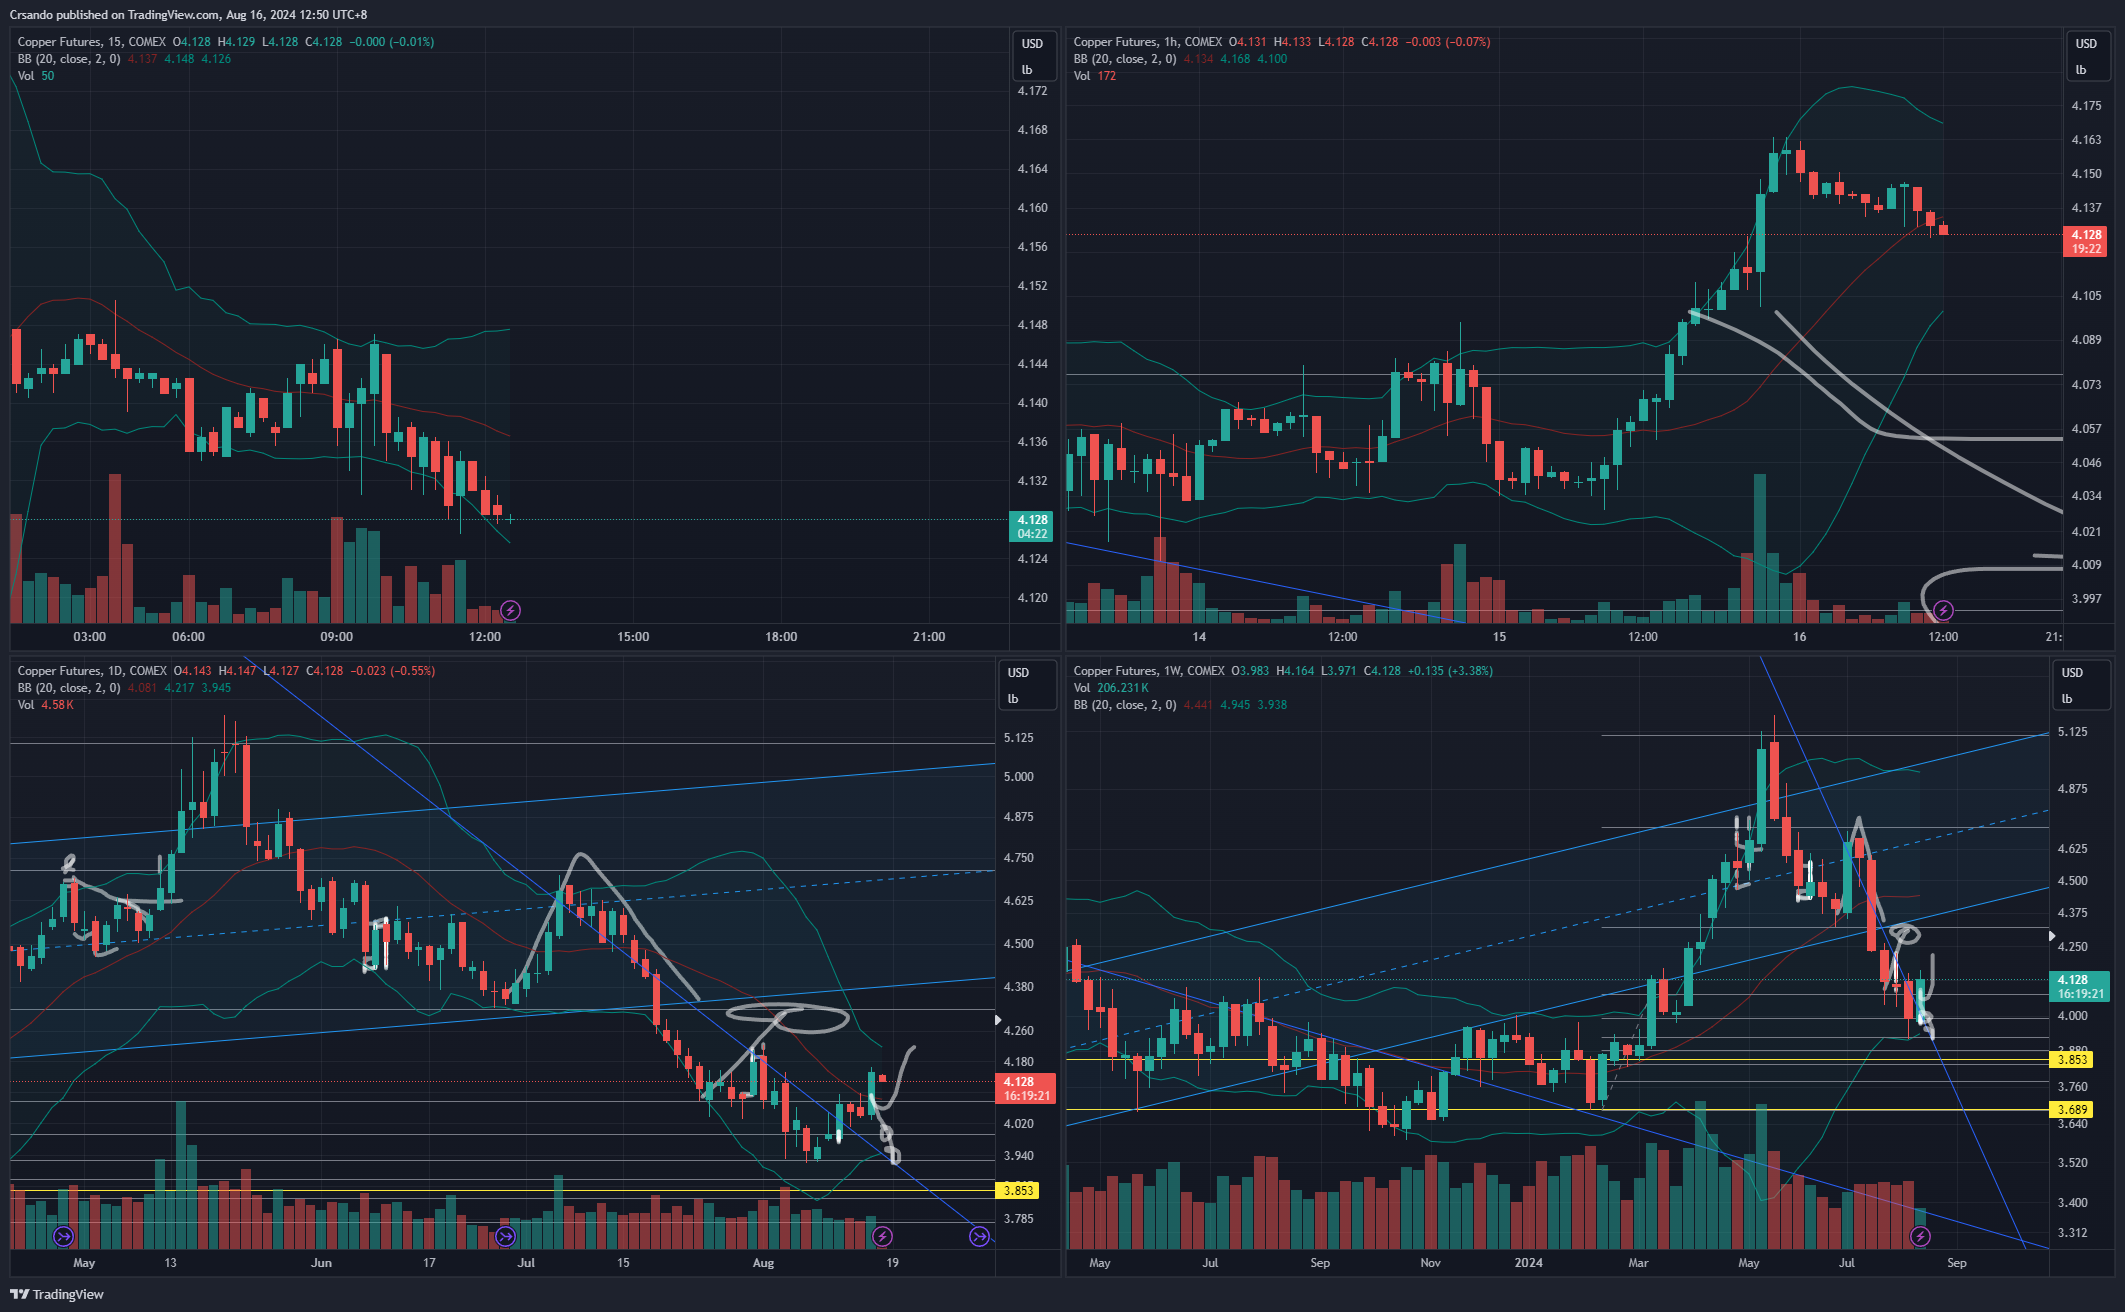 Crsando published on TradingView.com, Aug 16, 2024 12:50 UTC+8
Copper Futures, 15, COMEX O4.128 H4.129 L4.128 C4.128 −0.000 (−0.01%)
BB (20, close, 2, 0) 4.137 4.148 4.126
Vol 50
USD
lb
4.172
4.168
4.164
4.160
4.156
4.152
4.148
4.144
4.140
4.136
4.132
4.128
04:22
4.124
4.120
03:00 06:00 09:00 12:00 15:00 18:00 21:00
Copper Futures, 1h, COMEX O4.131 H4.133 L4.128 C4.128 −0.003 (−0.07%)
BB (20, close, 2, 0) 4.134 4.168 4.100
Vol 172
USD
lb
4.175
4.163
4.150
4.137
4.128
19:22
4.105
4.089
4.073
4.057
4.046
4.034
4.021
4.009
3.997
14 12:00 15 12:00 16 12:00 21:
Copper Futures, 1D, COMEX O4.143 H4.147 L4.127 C4.128 −0.023 (−0.55%)
BB (20, close, 2, 0) 4.081 4.217 3.945
Vol 4.58K
USD
lb
5.125
5.000
4.875
4.750
4.625
4.500
4.380
4.260
4.180
4.128
16:19:21
4.020
3.940
3.853
3.785
May 13 Jun 17 Jul 15 Aug 19
Copper Futures, 1W, COMEX O3.983 H4.164 L3.971 C4.128 +0.135 (+3.38%)
Vol 206.231K
BB (20, close, 2, 0) 4.441 4.945 3.938
USD
lb
5.125
4.875
4.625
4.500
4.375
4.250
4.128
16:19:21
4.000
3.880
3.853
3.760
3.689
3.640
3.520
3.400
3.312
May Jul Sep Nov 2024 Mar May Jul Sep
TradingView